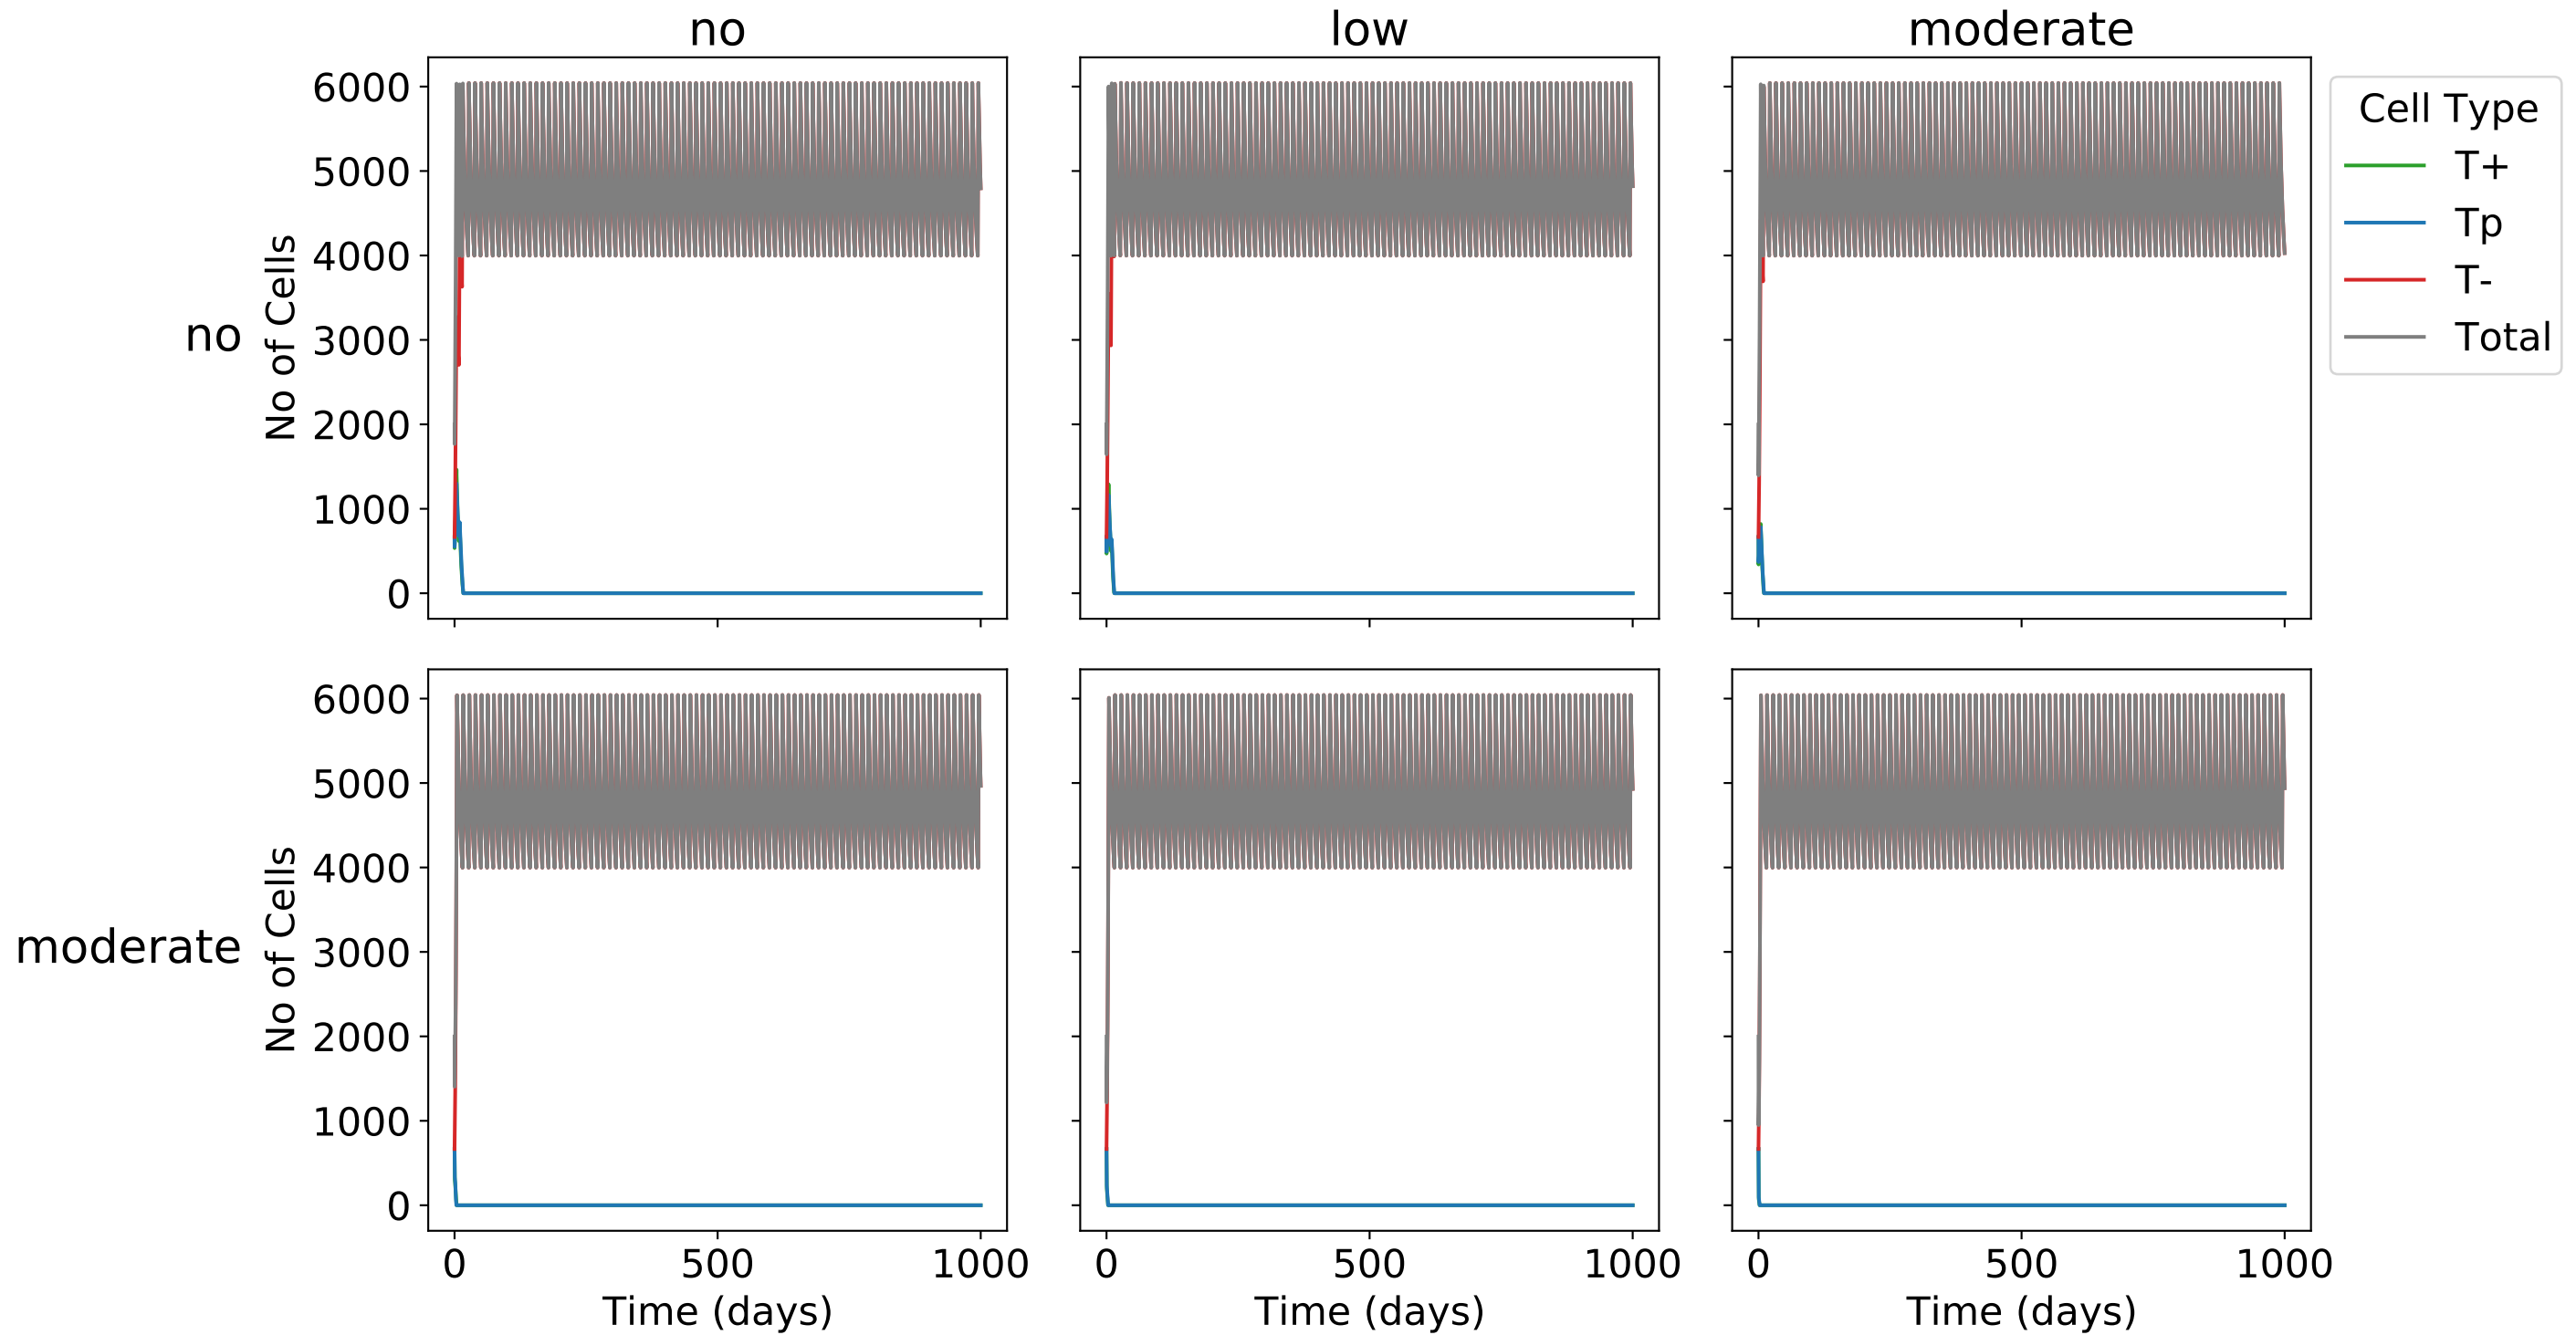 no
low
moderate
no
No of Cells
6000
5000
4000
3000
2000
1000
0
Cell Type
T+
Tp
T-
Total
moderate
No of Cells
6000
5000
4000
3000
2000
1000
0
0 500 1000
0 500 1000
0 500 1000
Time (days)
Time (days)
Time (days)